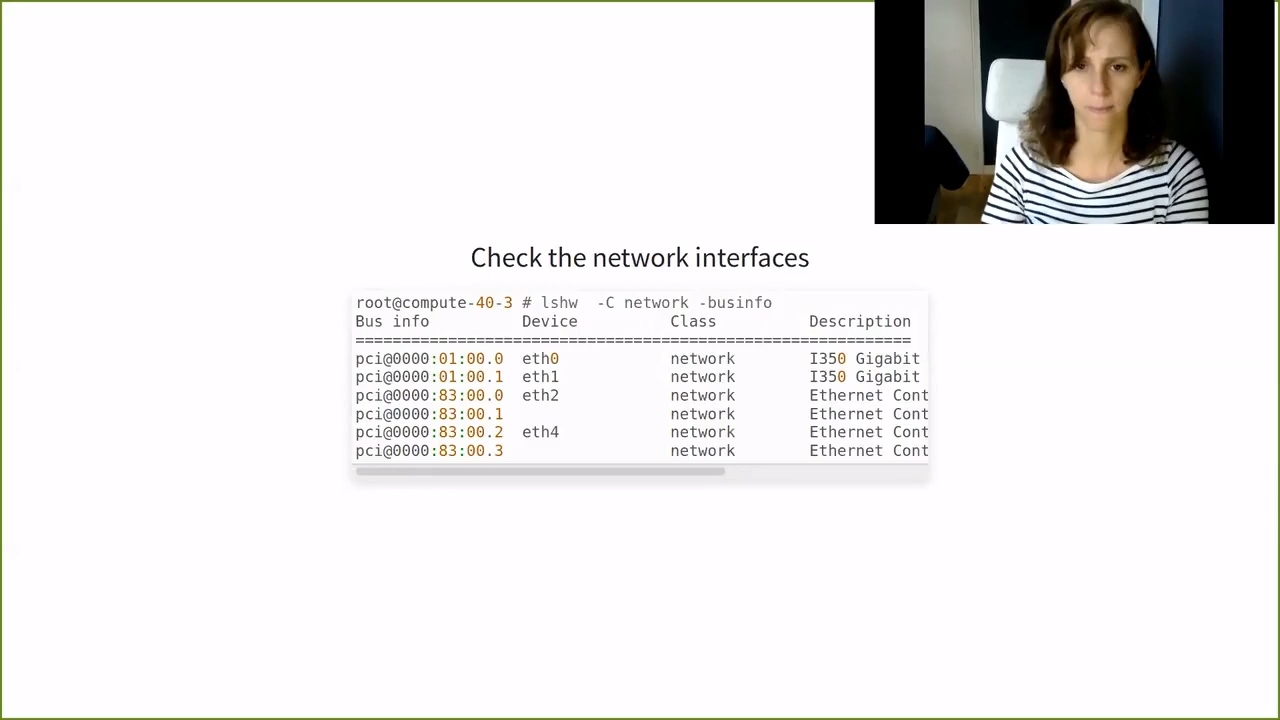 Check the network interfaces
root@compute-40-3 # lshw  -C network -businfo
Bus info          Device          Class          Description
============================================================
pci@0000:01:00.0  eth0            network        I350 Gigabit
pci@0000:01:00.1  eth1            network        I350 Gigabit
pci@0000:83:00.0  eth2            network        Ethernet Cont
pci@0000:83:00.1                  network        Ethernet Cont
pci@0000:83:00.2  eth4            network        Ethernet Cont
pci@0000:83:00.3                  network        Ethernet Cont